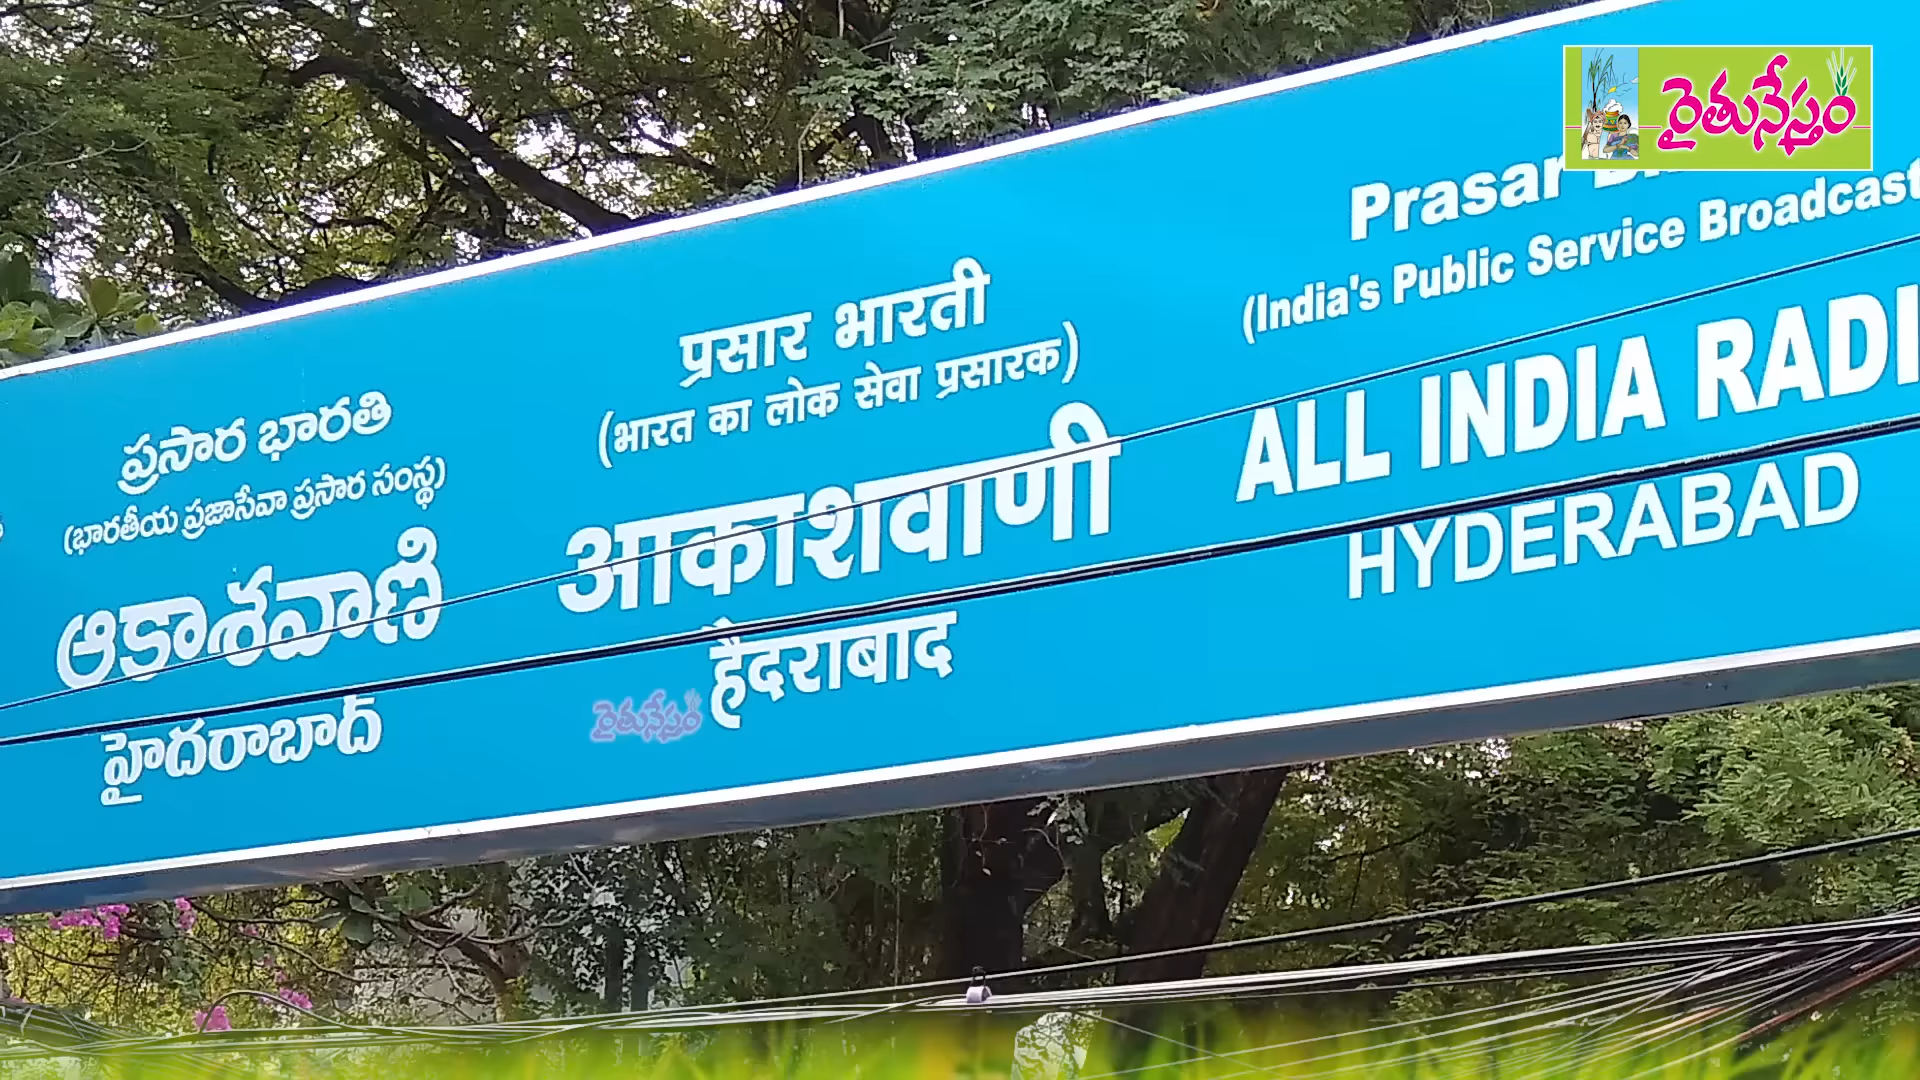 ప్రసార భారతి
(భారతీయ ప్రజాసేవా ప్రసార సంస్థ)
ఆకాశవాణి
హైదరాబాద్
प्रसार भारती
(भारत का लोक सेवा प्रसारक)
आकाशवाणी
हैदराबाद
Prasar
(India's Public Service Broadcast
ALL INDIA RADI
HYDERABAD
రైతునేస్తం
రైతునేస్తం